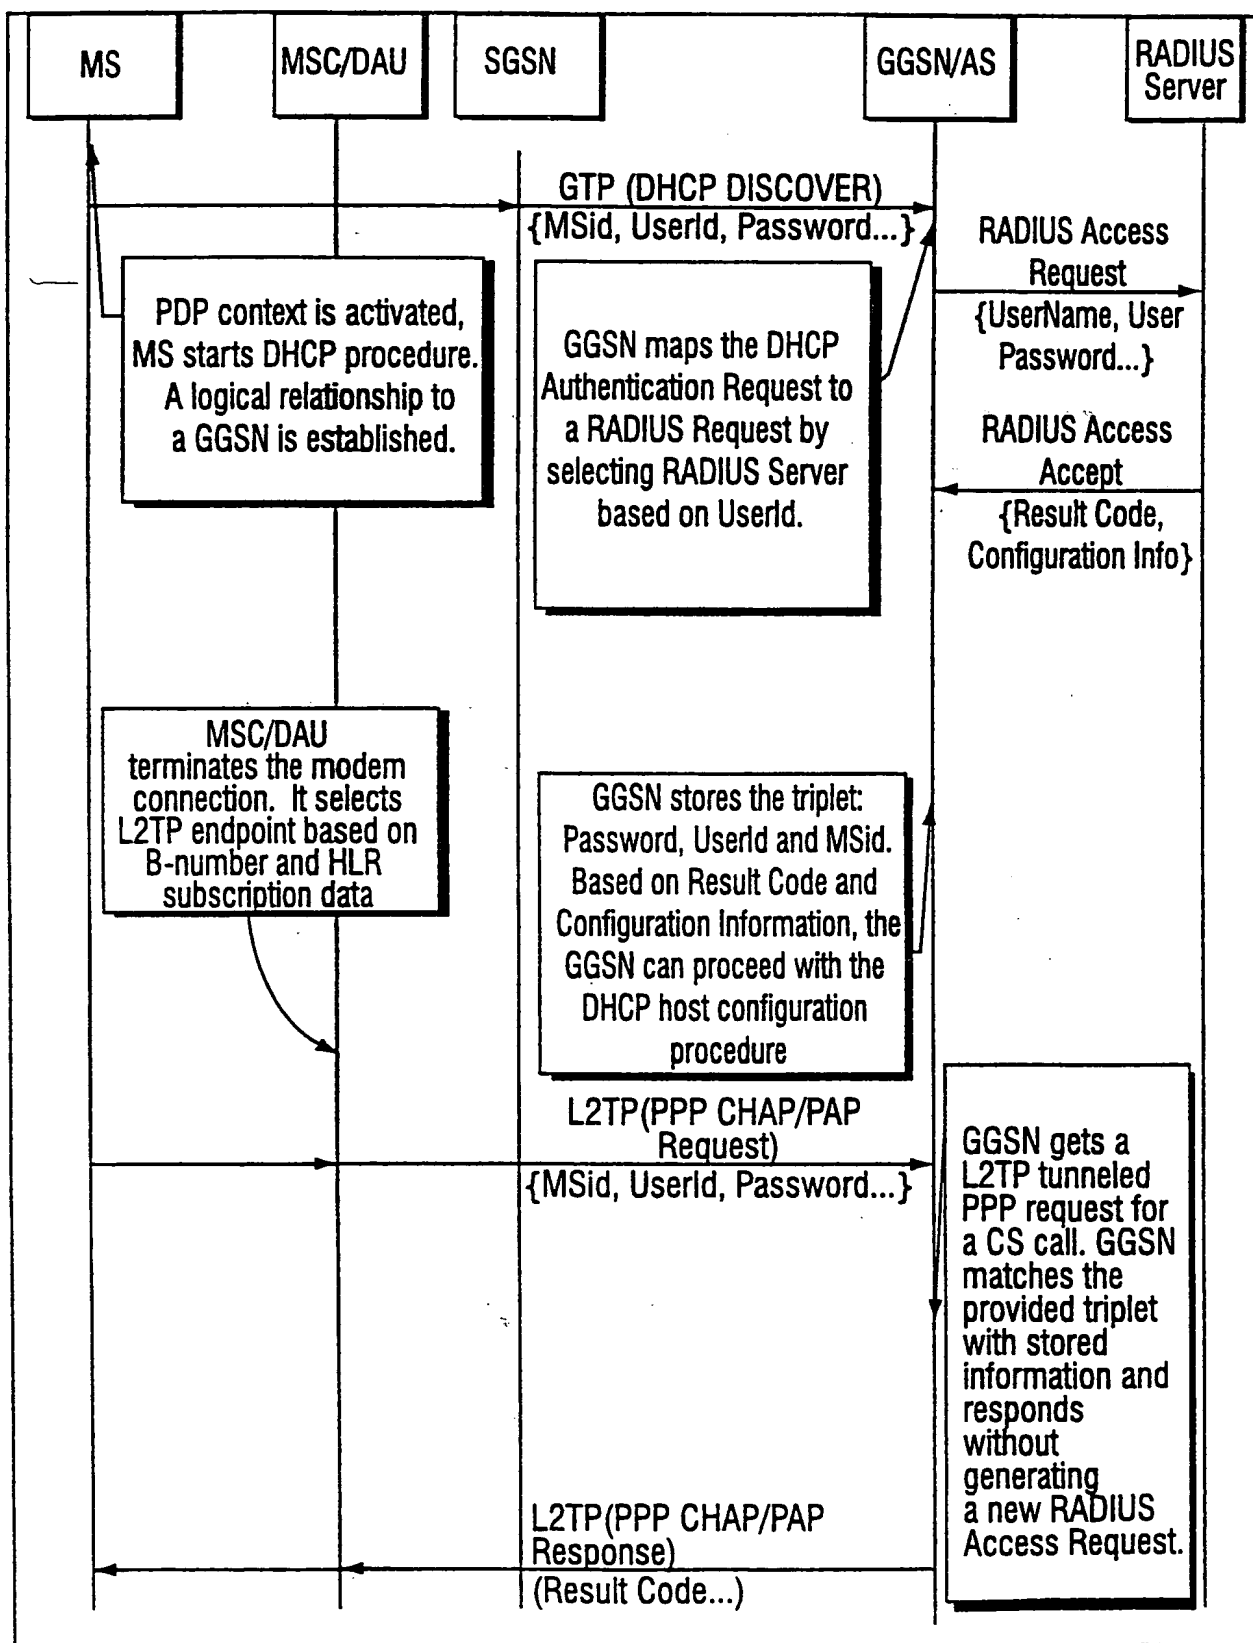 MS
MSC/DAU
SGSN
GGSN/AS
RADIUS
Server
GTP (DHCP DISCOVER)
{MSid, UserId, Password...}
RADIUS Access
Request
{UserName, User
Password...}
PDP context is activated,
MS starts DHCP procedure.
A logical relationship to
a GGSN is established.
GGSN maps the DHCP
Authentication Request to
a RADIUS Request by
selecting RADIUS Server
based on UserId.
RADIUS Access
Accept
{Result Code,
Configuration Info}
MSC/DAU
terminates the modem
connection. It selects
L2TP endpoint based on
B-number and HLR
subscription data
GGSN stores the triplet:
Password, UserId and MSid.
Based on Result Code and
Configuration Information, the
GGSN can proceed with the
DHCP host configuration
procedure
L2TP(PPP CHAP/PAP
Request)
{MSid, UserId, Password...}
GGSN gets a
L2TP tunneled
PPP request for
a CS call. GGSN
matches the
provided triplet
with stored
information and
responds
without
generating
a new RADIUS
Access Request.
L2TP(PPP CHAP/PAP
Response)
(Result Code...)